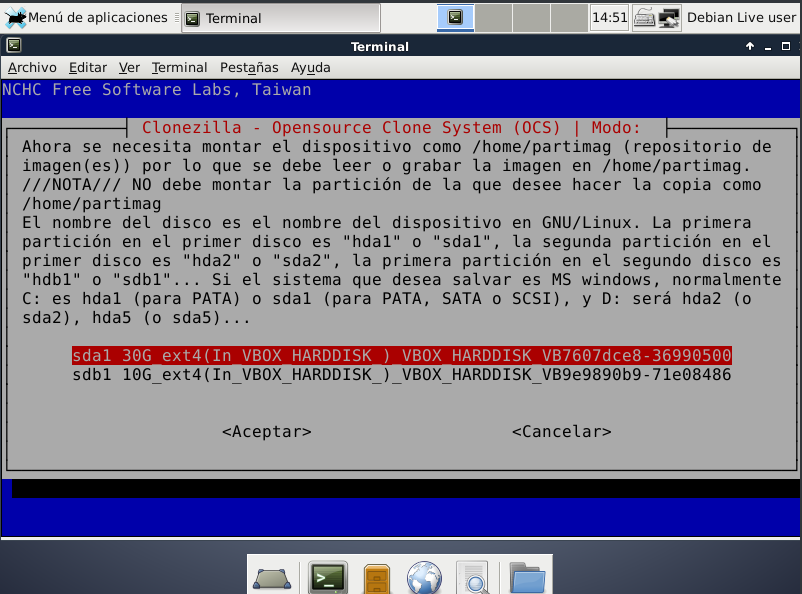 Menú de aplicaciones
Terminal
14:51
Debian Live user
Terminal
Archivo Editar Ver Terminal Pestañas Ayuda
NCHC Free Software Labs, Taiwan
Clonezilla - Opensource Clone System (OCS) | Modo:
Ahora se necesita montar el dispositivo como /home/partimag (repositorio de
imagen(es)) por lo que se debe leer o grabar la imagen en /home/partimag.
///NOTA/// NO debe montar la partición de la que desee hacer la copia como
/home/partimag
El nombre del disco es el nombre del dispositivo en GNU/Linux. La primera
partición en el primer disco es "hda1" o "sda1", la segunda partición en el
primer disco es "hda2" o "sda2", la primera partición en el segundo disco es
"hdb1" o "sdb1"... Si el sistema que desea salvar es MS windows, normalmente
C: es hda1 (para PATA) o sda1 (para PATA, SATA o SCSI), y D: será hda2 (o
sda2), hda5 (o sda5)...
sda1 30G_ext4(In_VBOX_HARDDISK_)_VBOX_HARDDISK_VB7607dce8-36990500
sdb1 10G_ext4(In_VBOX_HARDDISK_)_VBOX_HARDDISK_VB9e9890b9-71e08486
<Aceptar> <Cancelar>